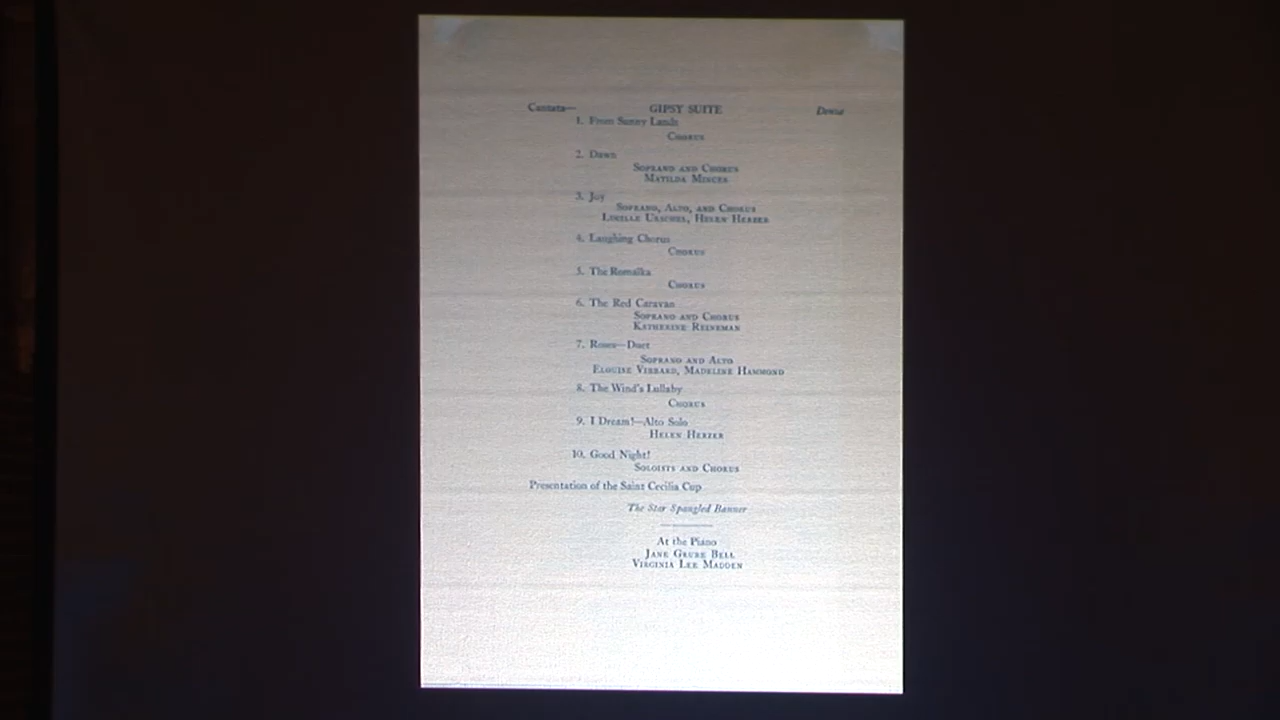 Cantata— GIPSY SUITE
1. From Sunny Lands
CHORUS
2. Dawn
SOPRANO AND CHORUS
MATILDA
3. Joy
SOPRANO, ALTO, AND CHORUS
HELEN HERZER
4. Laughing Chorus
CHORUS
5. The Romaika
CHORUS
6. The Red Caravan
SOPRANO AND CHORUS
KATHERINE REINEMAN
7. Roses—Duet
SOPRANO AND ALTO
ELOUISE VIBBARD, MADELINE HAMMOND
8. The Wind's Lullaby
CHORUS
9. I Dream!—Alto Solo
HELEN HERZER
10. Good Night!
SOLOISTS AND CHORUS
Presentation of the Saint Cecilia Cup
The Star Spangled Banner
At the Piano
JANE GRUBE BELL
VIRGINIA LEE MADDEN